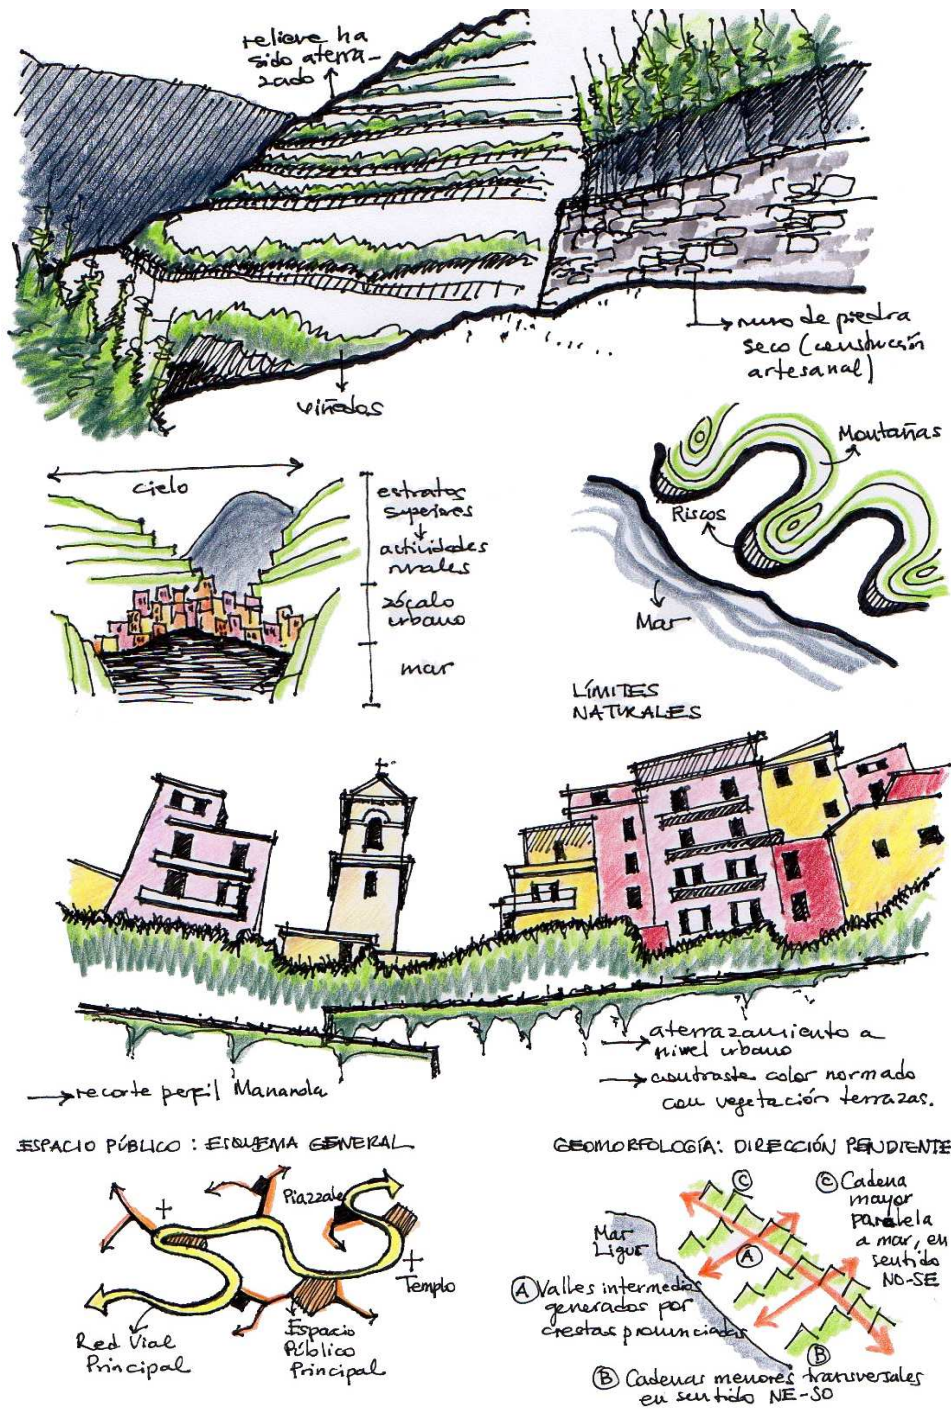 relieve ha
sido aterra-
zado
muro de piedra
seco (construcción
artesanal)
viñedos
cielo
estratos
superiores
actividades
rurales
zócalo
urbano
mar
Montañas
Riscos
Mar
LÍMITES
NATURALES
aterrazamiento a
nivel urbano
contraste color normado
con vegetación terrazas.
recorte perfil Manarola
ESPACIO PÚBLICO: ESQUEMA GENERAL
Piazzale
Templo
Red Vial
Principal
Espacio
Público
Principal
GEOMORFOLOGÍA: DIRECCIÓN PENDIENTE
C
C Cadena
mayor
paralela
a mar, en
sentido
NO-SE
Mar
Ligur
A
A Valles intermedios
generados por
crestas pronunciadas
B
B Cadenas menores transversales
en sentido NE-SO